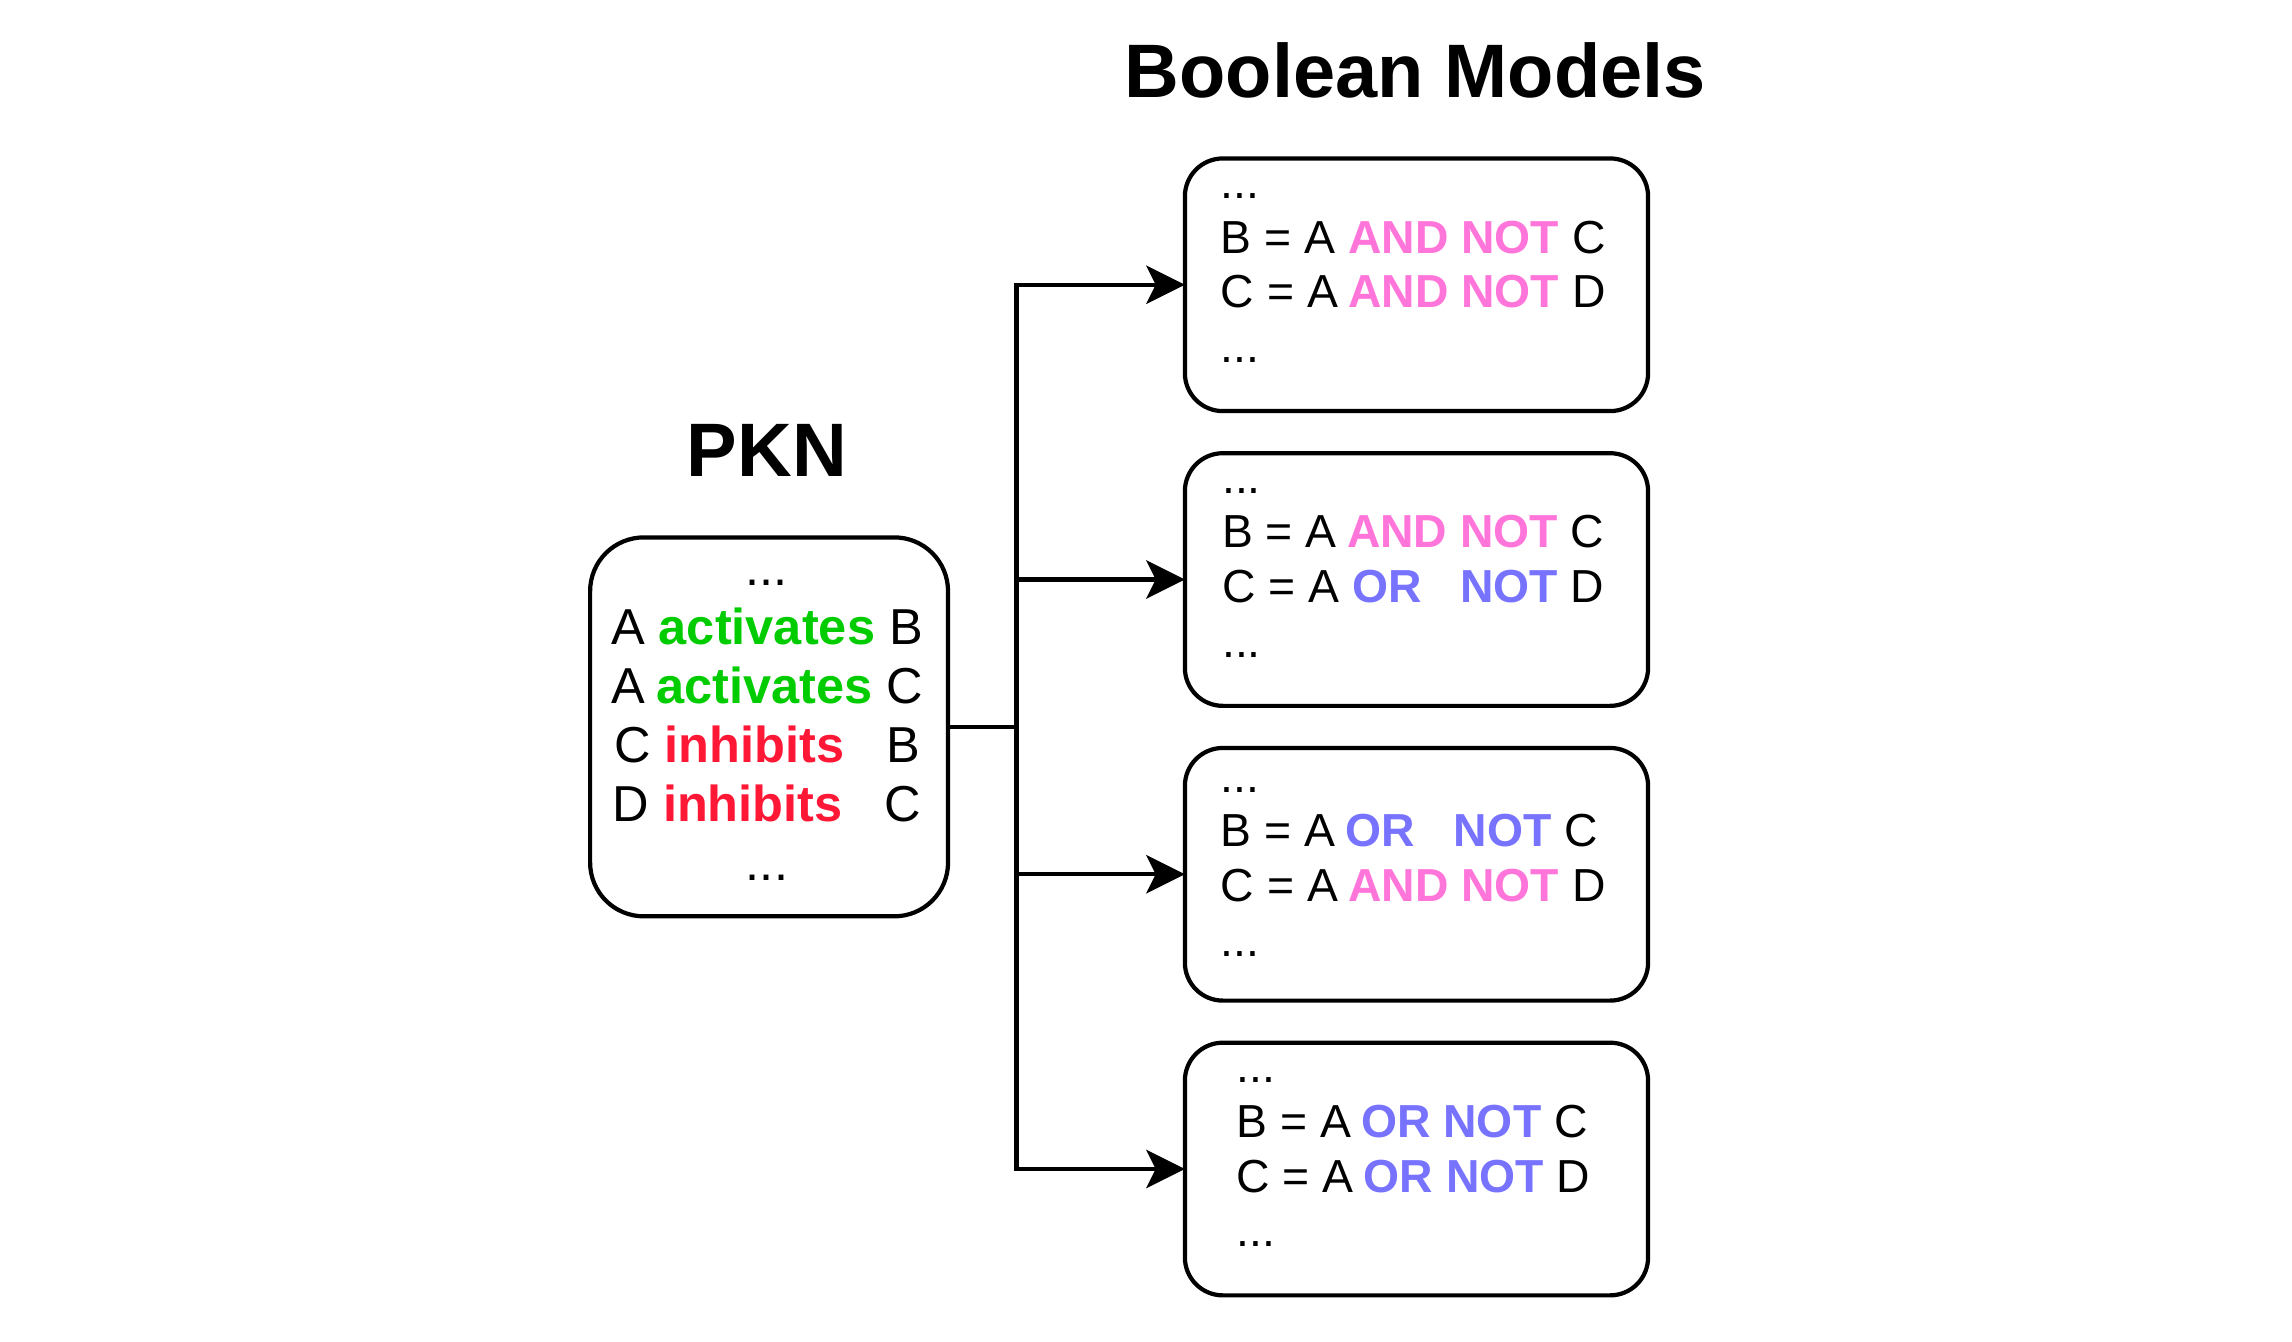 Boolean Models
PKN
...
A activates B
A activates C
C inhibits B
D inhibits C
...
...
B = A AND NOT C
C = A AND NOT D
...
...
B = A AND NOT C
C = A OR NOT D
...
...
B = A OR NOT C
C = A AND NOT D
...
...
B = A OR NOT C
C = A OR NOT D
...